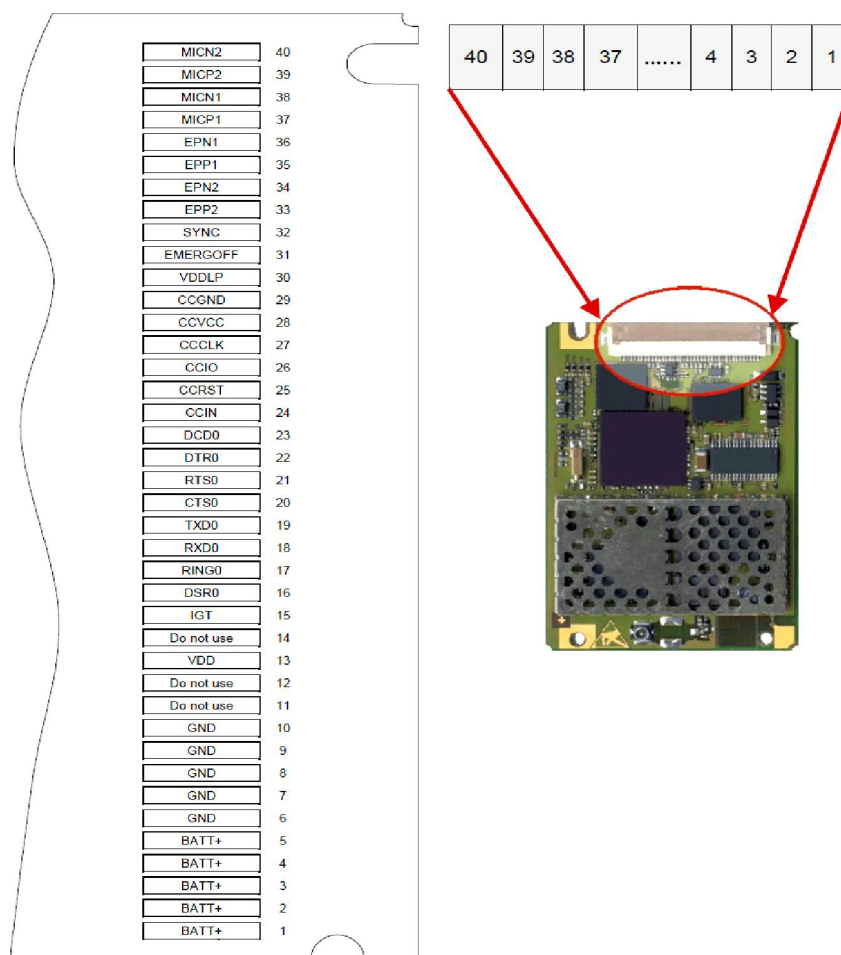 MICN2 40
MICP2 39
MICN1 38
MICP1 37
EPN1 36
EPP1 35
EPN2 34
EPP2 33
SYNC 32
EMERGOFF 31
VDDLP 30
CCGND 29
CCVCC 28
CCCLK 27
CCIO 26
CCRST 25
CCIN 24
DCD0 23
DTR0 22
RTS0 21
CTS0 20
TXD0 19
RXD0 18
RING0 17
DSR0 16
IGT 15
Do not use 14
VDD 13
Do not use 12
Do not use 11
GND 10
GND 9
GND 8
GND 7
GND 6
BATT+ 5
BATT+ 4
BATT+ 3
BATT+ 2
BATT+ 1
40 39 38 37 ...... 4 3 2 1